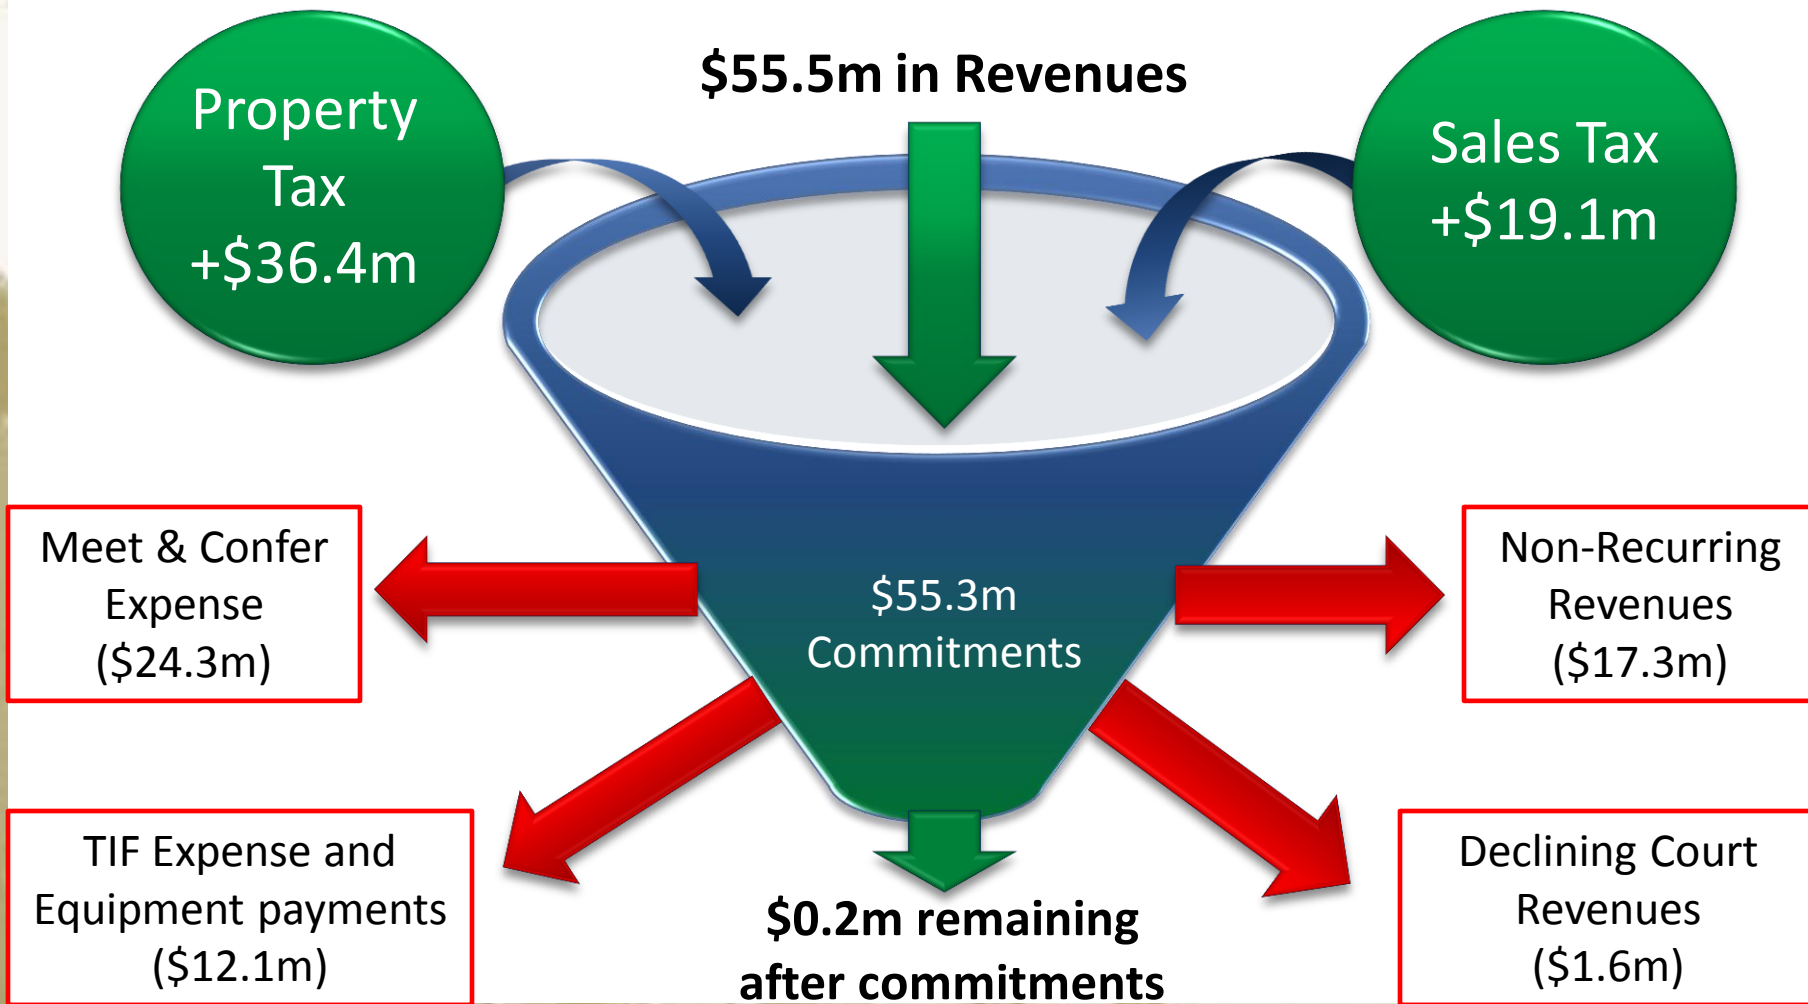 $55.5m in Revenues
Property
Tax
+$36.4m
Sales Tax
+$19.1m
$55.3m
Commitments
Meet & Confer
Expense
($24.3m)
Non-Recurring
Revenues
($17.3m)
TIF Expense and
Equipment payments
($12.1m)
Declining Court
Revenues
($1.6m)
$0.2m remaining
after commitments